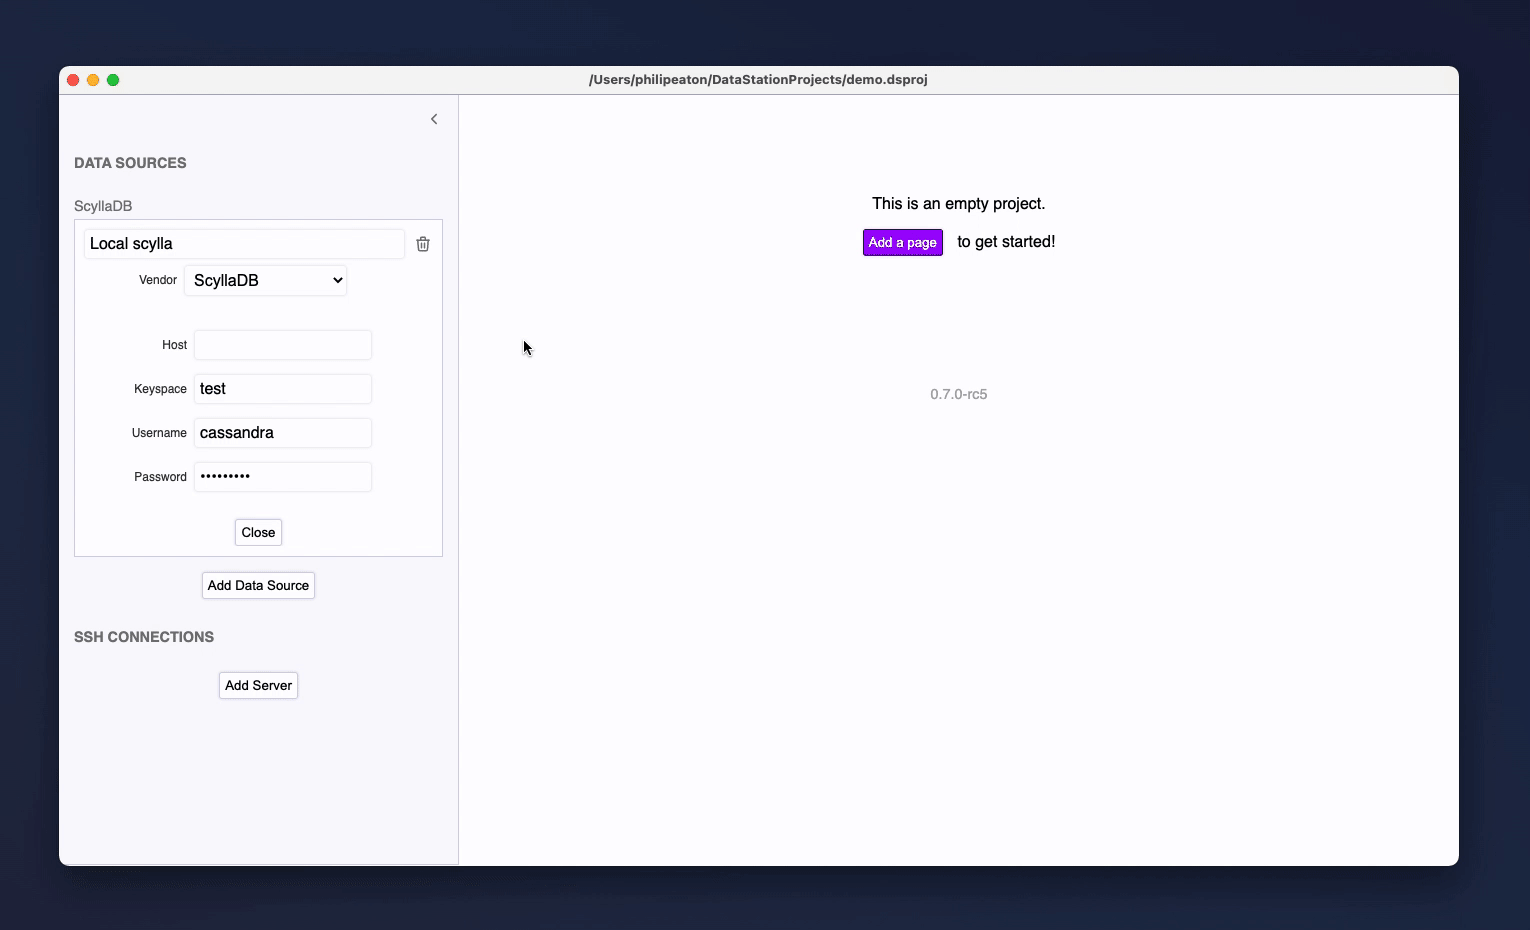 /Users/philipeaton/DataStationProjects/demo.dsproj
DATA SOURCES
ScyllaDB
Local scylla
Vendor ScyllaDB
Host
Keyspace test
Username cassandra
Password •••••••••
Close
Add Data Source
SSH CONNECTIONS
Add Server
This is an empty project.
Add a page to get started!
0.7.0-rc5